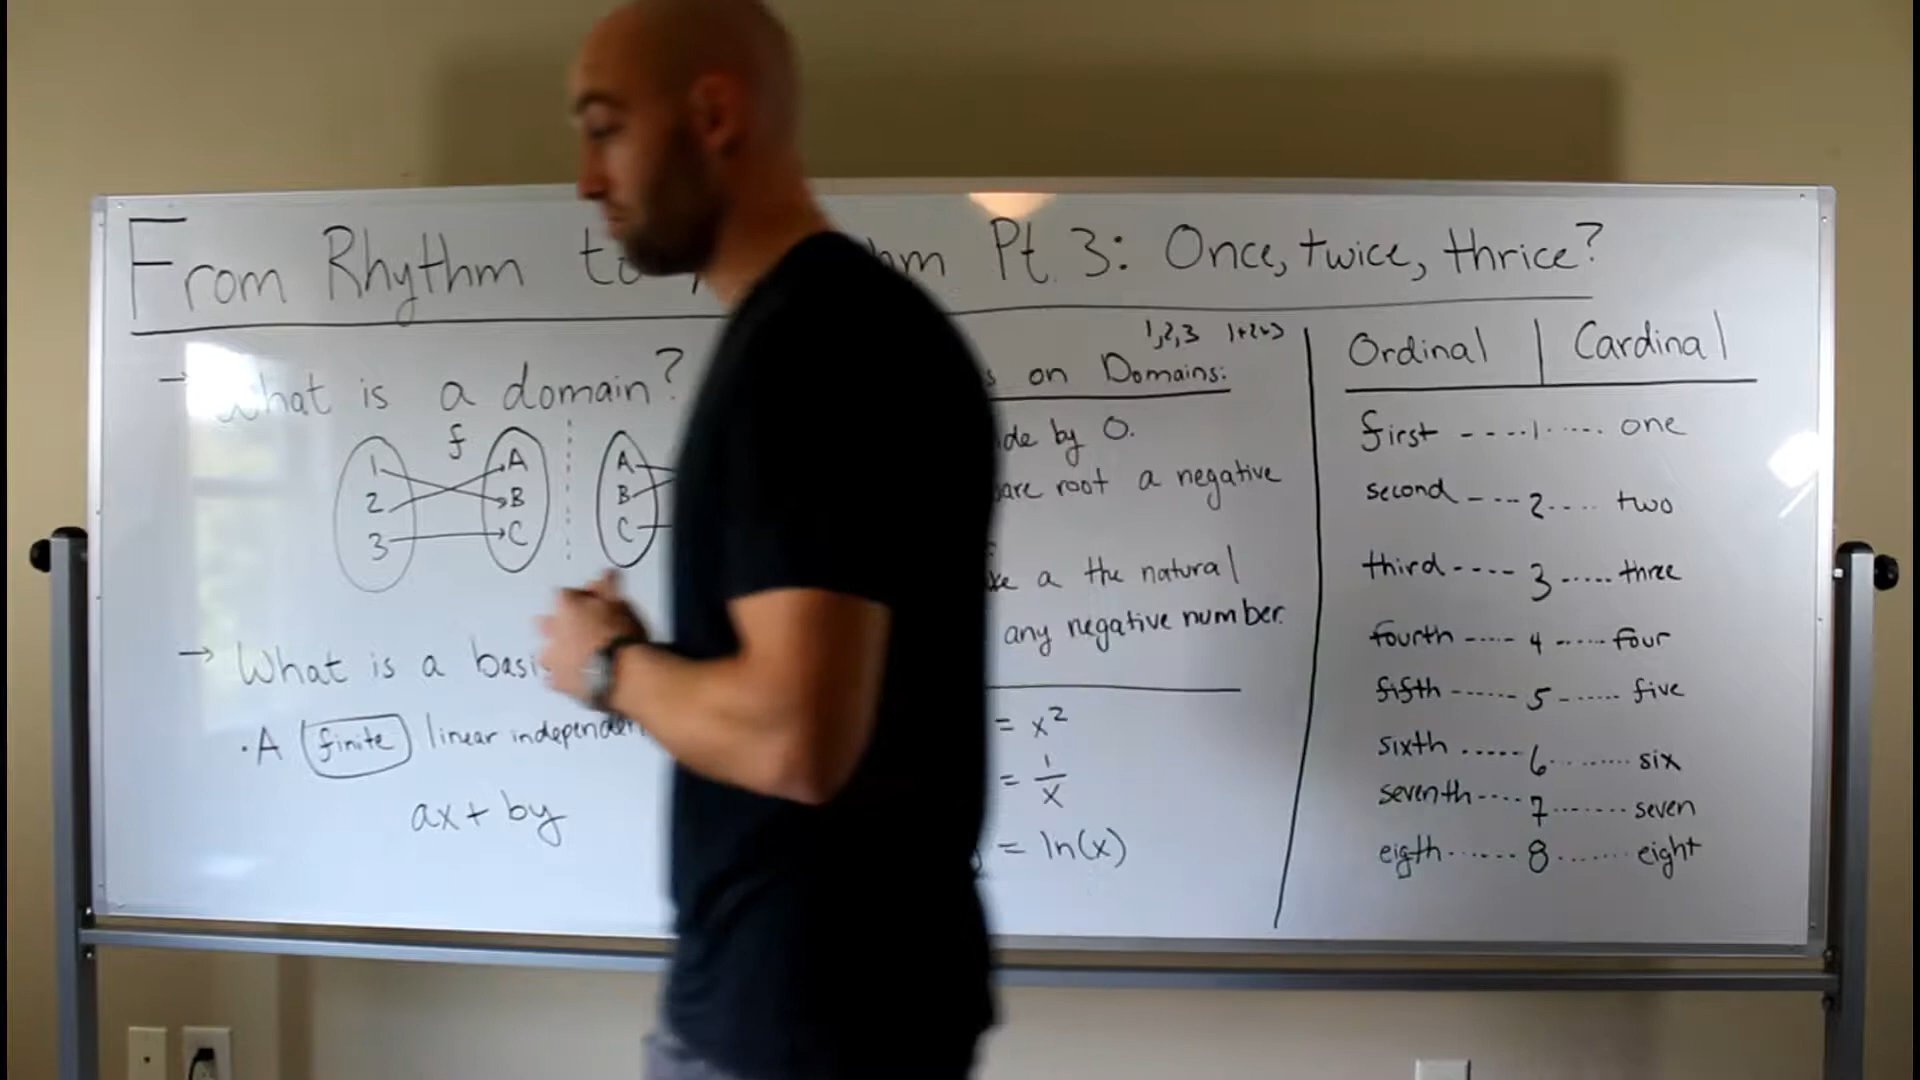 From Rhythm to Pt. 3: Once, twice, thrice?
→ What is a domain?
f
1
2
3
A
B
C
A
B
C
→ What is a
• A finite linear
ax + by
1,2,3 1+2+3
on Domains:
by 0.
root a negative
a the natural
any negative number.
= x²
= 1/x
= ln(x)
Ordinal | Cardinal
first ----1----- one
second ----2.... two
third ---- 3 ----- three
fourth ----- 4 ----- four
fifth ------ 5 ------ five
sixth ..... 6 ........ six
seventh ---- 7 ....... seven
eigth ...... 8 ....... eight